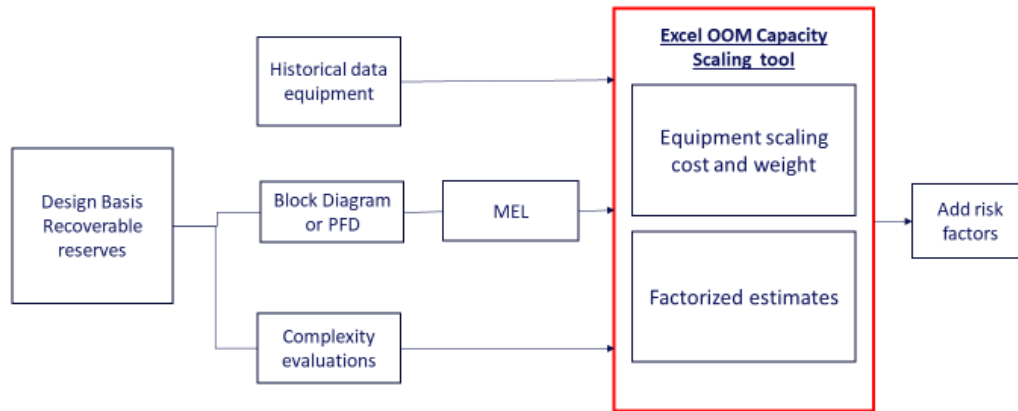 Excel OOM Capacity
Scaling tool
Historical data
equipment
Equipment scaling
cost and weight
Design Basis
Recoverable
reserves
Block Diagram
or PFD
MEL
Add risk
factors
Factorized estimates
Complexity
evaluations